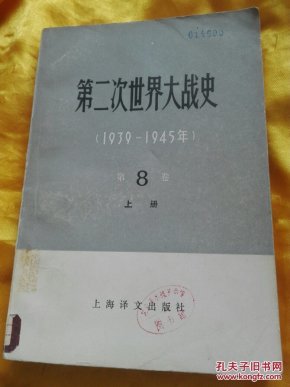 第二次世界大战史
(1939-1945年)
第8卷
上册
上海译文出版社
孔夫子旧书网